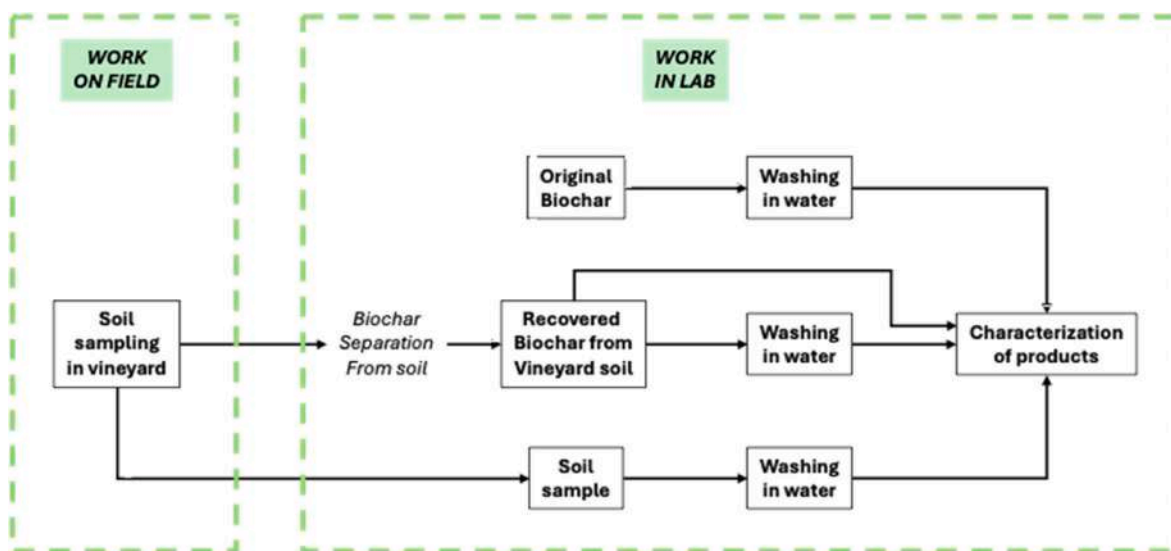 WORK
ON FIELD
WORK
IN LAB
Original
Biochar
Washing
in water
Soil
sampling
in vineyard
Biochar
Separation
From soil
Recovered
Biochar from
Vineyard soil
Washing
in water
Characterization
of products
Soil
sample
Washing
in water